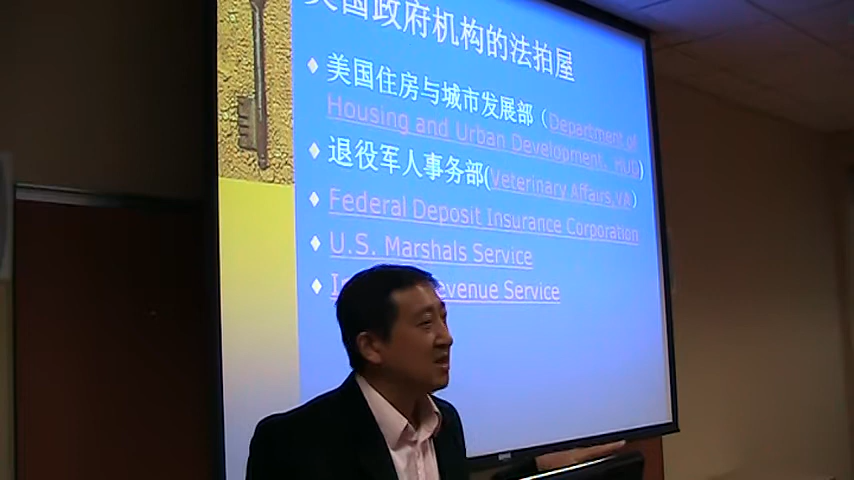 美国政府机构的法拍屋
美国住房与城市发展部（Department of
Housing and Urban Development, HUD)
退役军人事务部(Veterinary Affairs,VA）
Federal Deposit Insurance Corporation
U.S. Marshals Service
Revenue Service